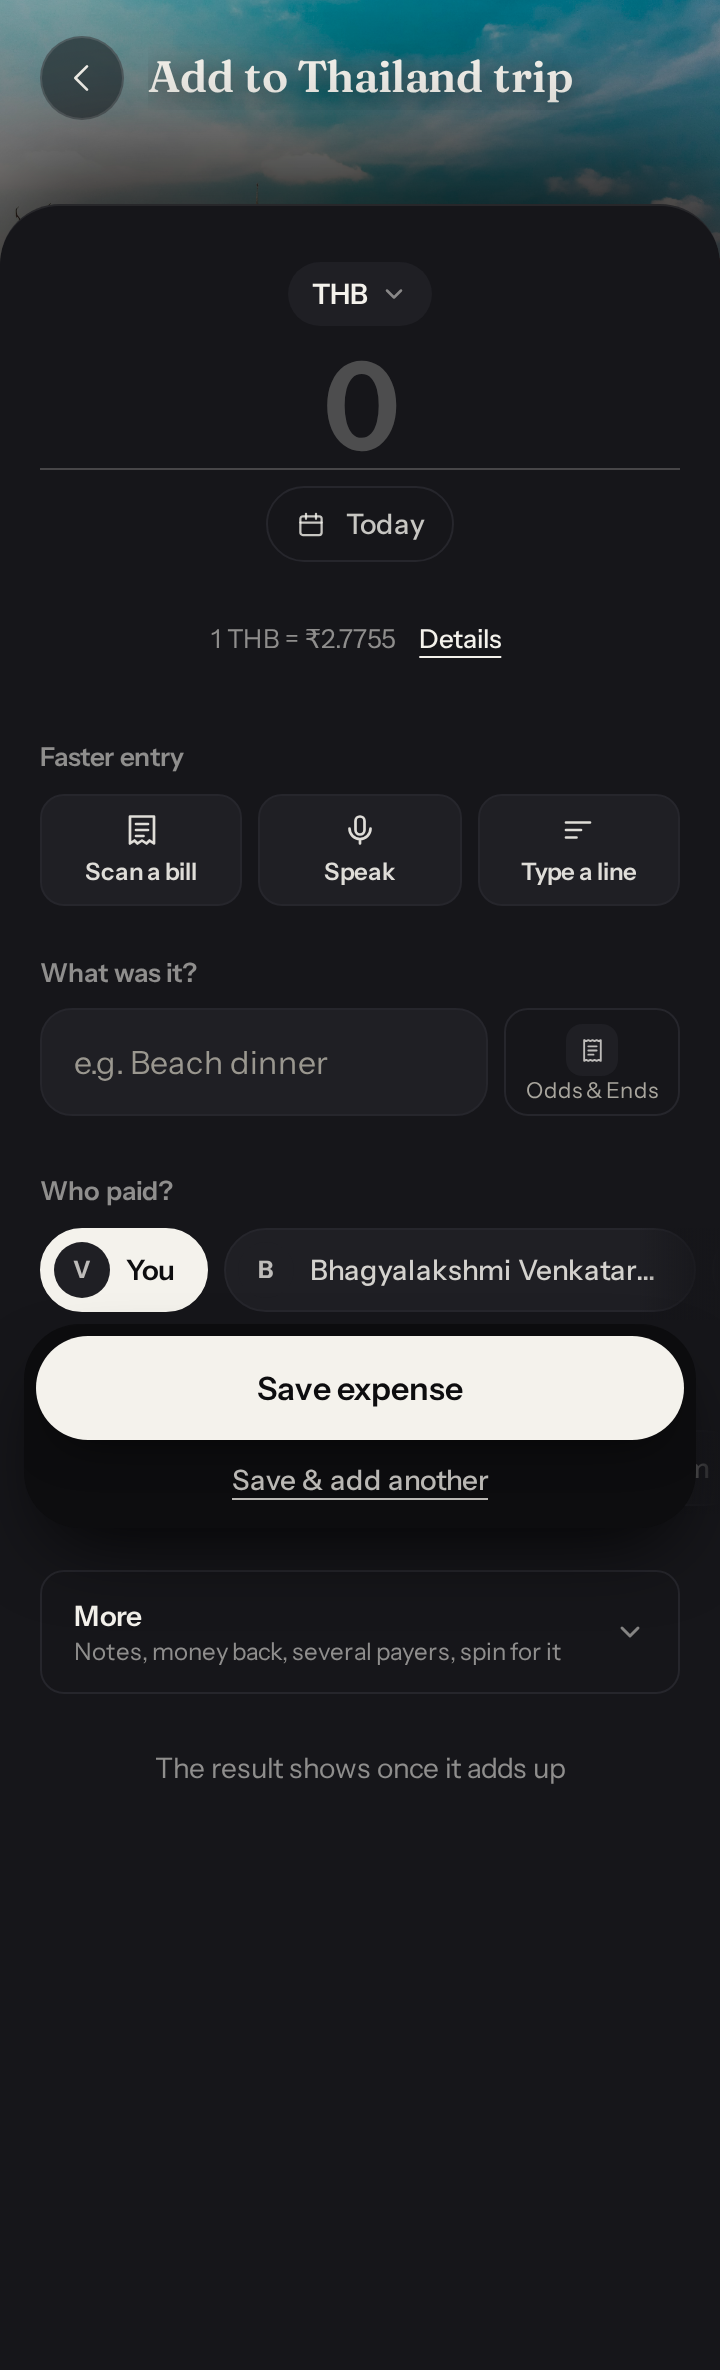 Add to Thailand trip
THB
0
Today
1 THB = ₹2.7755 Details
Faster entry
Scan a bill
Speak
Type a line
What was it?
e.g. Beach dinner
Odds & Ends
Who paid?
V You
B Bhagyalakshmi Venkatar...
Save expense
Save & add another
More
Notes, money back, several payers, spin for it
The result shows once it adds up